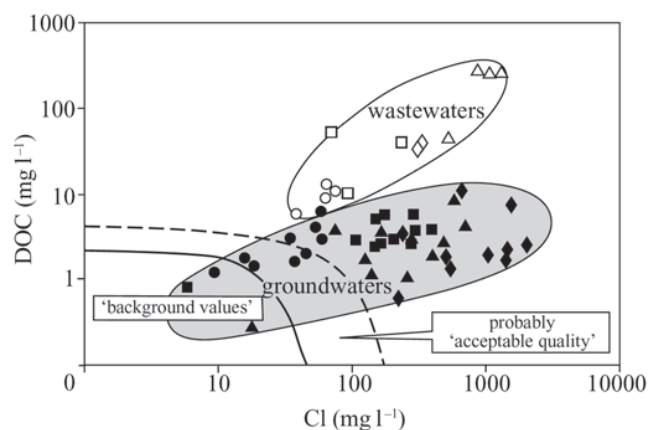 1000
100
10
1
0
DOC (mg l⁻¹)
wastewaters
groundwaters
'background values'
probably
'acceptable quality'
10
100
1000
10000
Cl (mg l⁻¹)